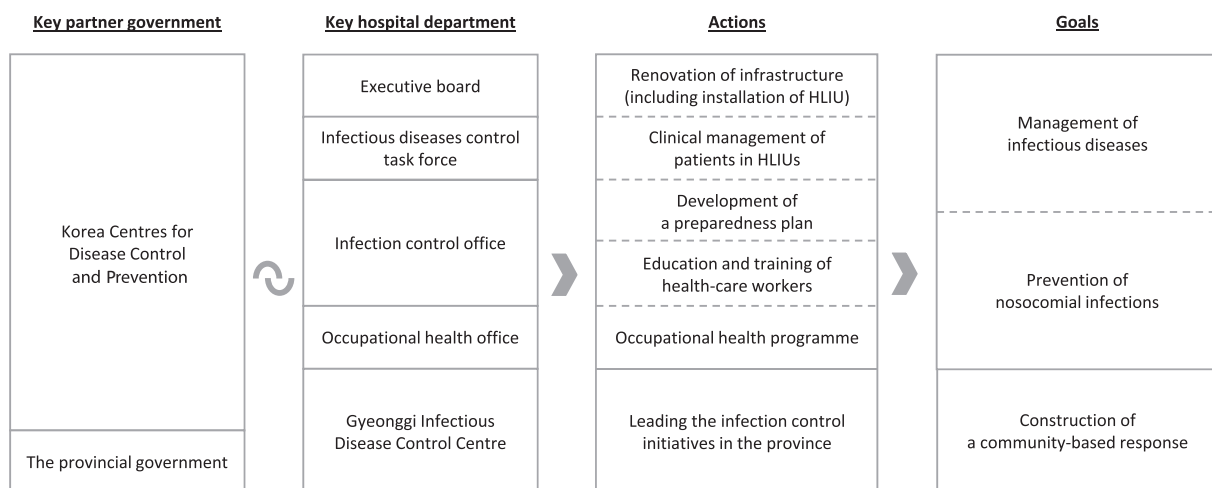 Key partner government
Key hospital department
Actions
Goals
Korea Centres for
Disease Control
and Prevention
The provincial government
Executive board
Infectious diseases control
task force
Infection control office
Occupational health office
Gyeonggi Infectious
Disease Control Centre
Renovation of infrastructure
(including installation of HLIU)
Clinical management of
patients in HLIUs
Development of
a preparedness plan
Education and training of
health-care workers
Occupational health programme
Leading the infection control
initiatives in the province
Management of
infectious diseases
Prevention of
nosocomial infections
Construction of
a community-based response